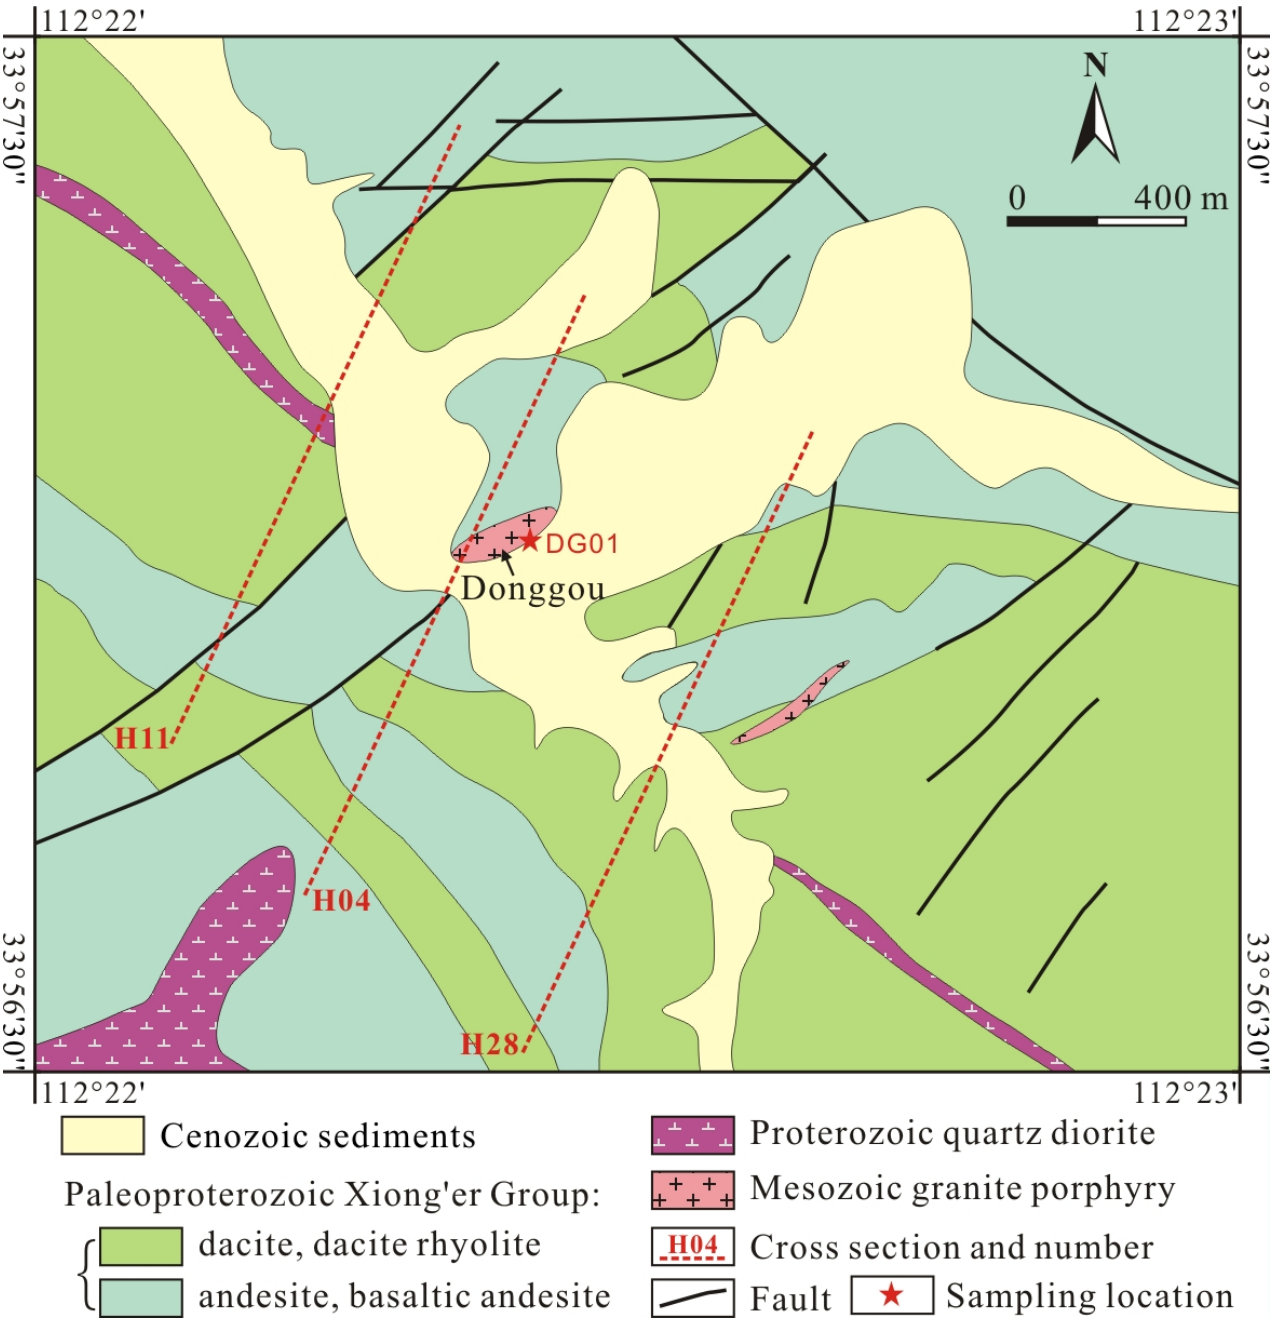 112°22'
112°23'
33°57'30"
33°57'30"
N
0 400 m
DG01
Donggou
H11
H04
H28
33°56'30"
33°56'30"
112°22'
112°23'
Cenozoic sediments
Paleoproterozoic Xiong'er Group:
dacite, dacite rhyolite
andesite, basaltic andesite
Proterozoic quartz diorite
Mesozoic granite porphyry
H04 Cross section and number
Fault
Sampling location